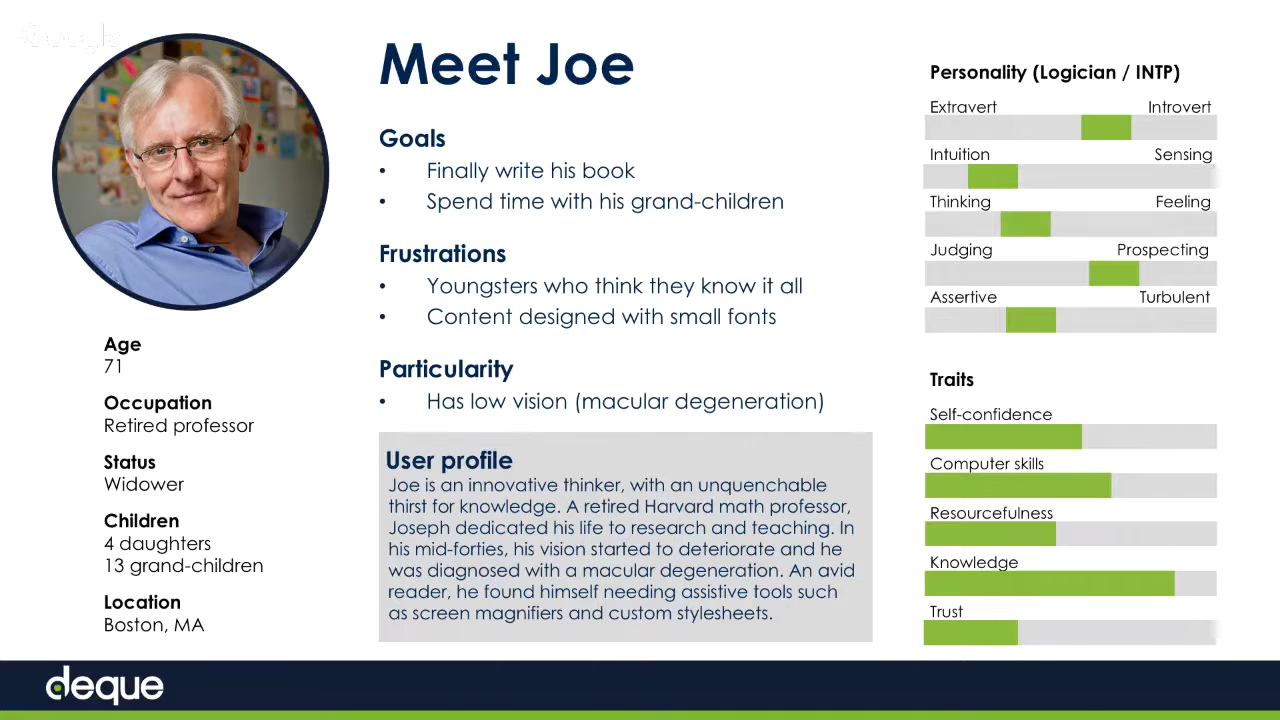 Meet Joe
Goals
• Finally write his book
• Spend time with his grand-children
Frustrations
• Youngsters who think they know it all
• Content designed with small fonts
Particularity
• Has low vision (macular degeneration)
User profile
Joe is an innovative thinker, with an unquenchable
thirst for knowledge. A retired Harvard math professor,
Joseph dedicated his life to research and teaching. In
his mid-forties, his vision started to deteriorate and he
was diagnosed with a macular degeneration. An avid
reader, he found himself needing assistive tools such
as screen magnifiers and custom stylesheets.
Age
71
Occupation
Retired professor
Status
Widower
Children
4 daughters
13 grand-children
Location
Boston, MA
Personality (Logician / INTP)
Extravert Introvert
Intuition Sensing
Thinking Feeling
Judging Prospecting
Assertive Turbulent
Traits
Self-confidence
Computer skills
Resourcefulness
Knowledge
Trust
deque